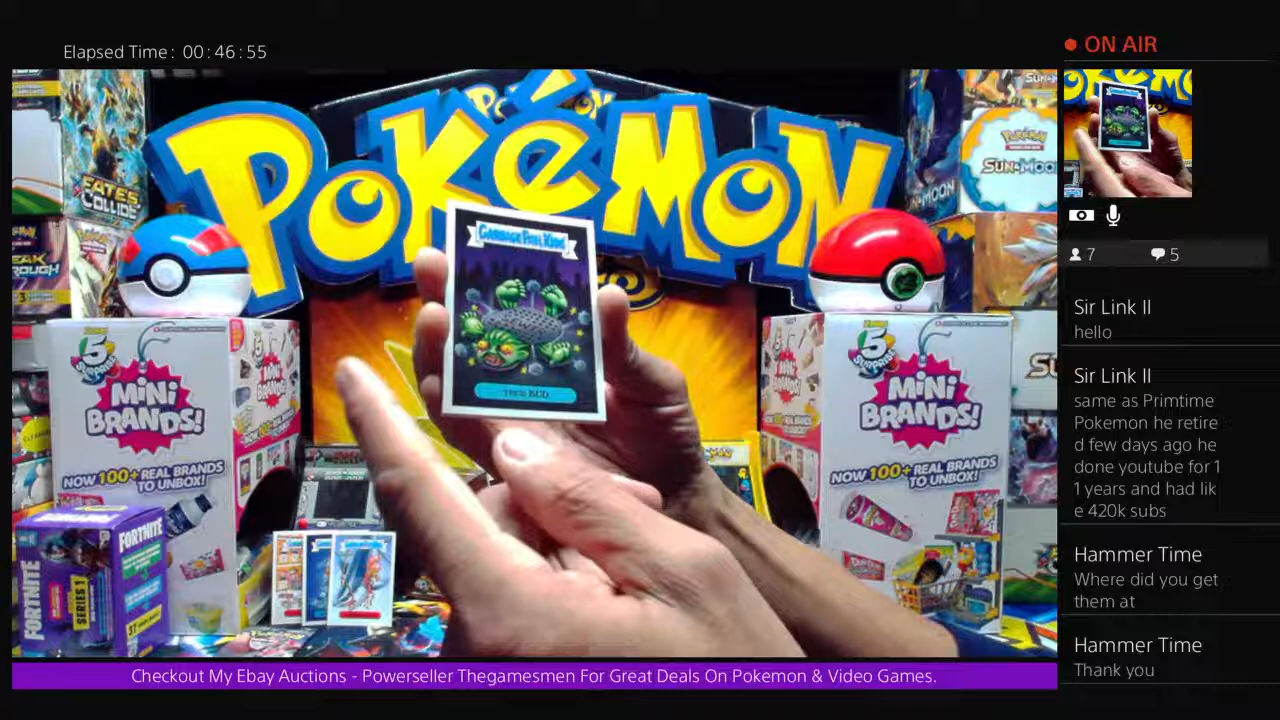 Elapsed Time: 00:46:55
ON AIR
POKÉMON
FATES
COLLIDE
POKÉMON
SUN & MOON
GARBAGE PAIL KIDS
BUD
5
SURPRISE
MINI
BRANDS!
NOW 100+ REAL BRANDS
TO UNBOX!
5
SURPRISE
MINI
BRANDS!
NOW 100+ REAL BRANDS
TO UNBOX!
FORTNITE
FORTNITE
SERIES 1
7
5
Sir Link II
hello
Sir Link II
same as Primtime
Pokemon he retire
d few days ago he
done youtube for 1
1 years and had lik
e 420k subs
Hammer Time
Where did you get
them at
Hammer Time
Thank you
Checkout My Ebay Auctions - Powerseller Thegamesmen For Great Deals On Pokemon & Video Games.